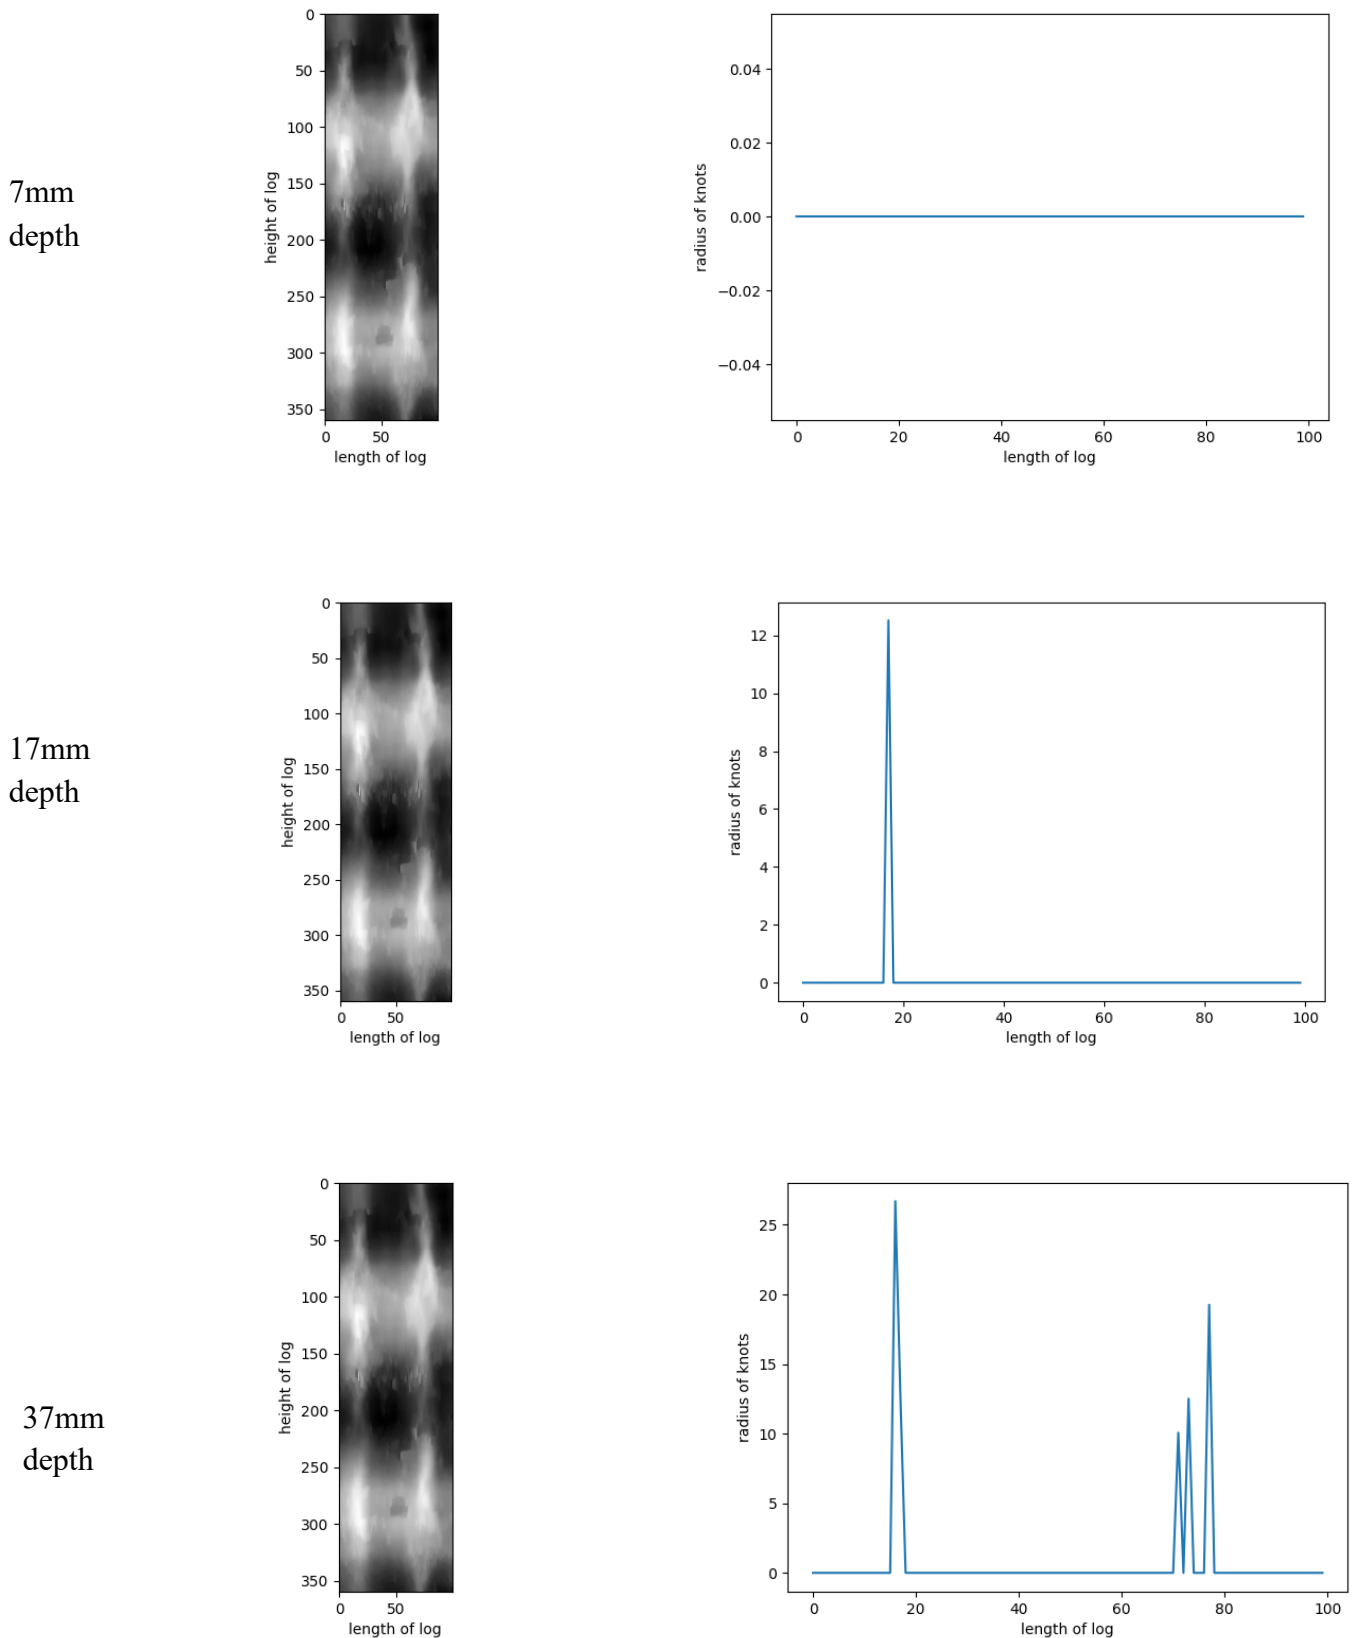 7mm
depth
0
50
100
150
200
250
300
350
height of log
0 50
length of log
0.04
0.02
0.00
−0.02
−0.04
radius of knots
0 20 40 60 80 100
length of log
17mm
depth
0
50
100
150
200
250
300
350
height of log
0 50
length of log
12
10
8
6
4
2
0
radius of knots
0 20 40 60 80 100
length of log
37mm
depth
0
50
100
150
200
250
300
350
height of log
0 50
length of log
25
20
15
10
5
0
radius of knots
0 20 40 60 80 100
length of log